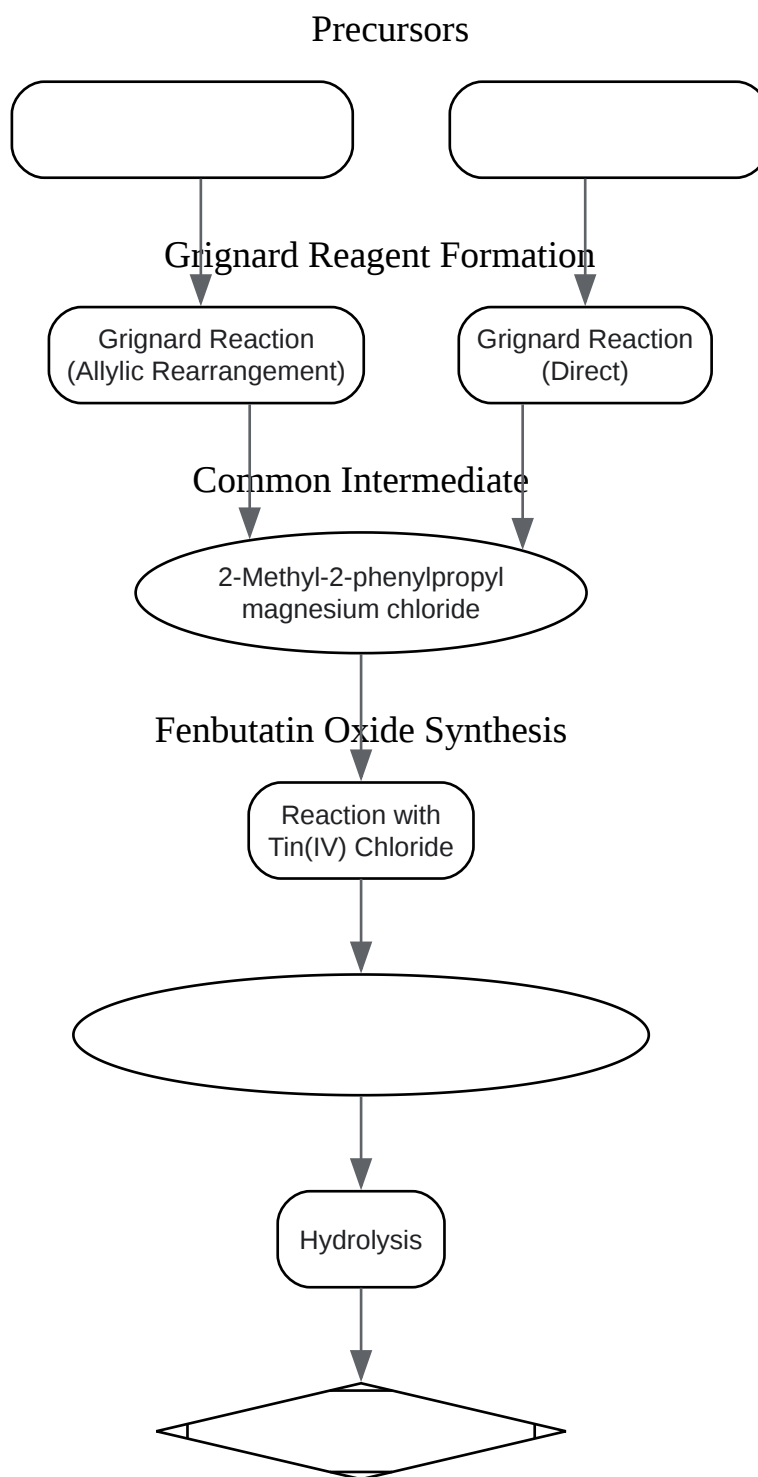 Precursors
Grignard Reagent Formation
Grignard Reaction
(Allylic Rearrangement)
Grignard Reaction
(Direct)
Common Intermediate
2-Methyl-2-phenylpropyl
magnesium chloride
Fenbutatin Oxide Synthesis
Reaction with
Tin(IV) Chloride
Hydrolysis